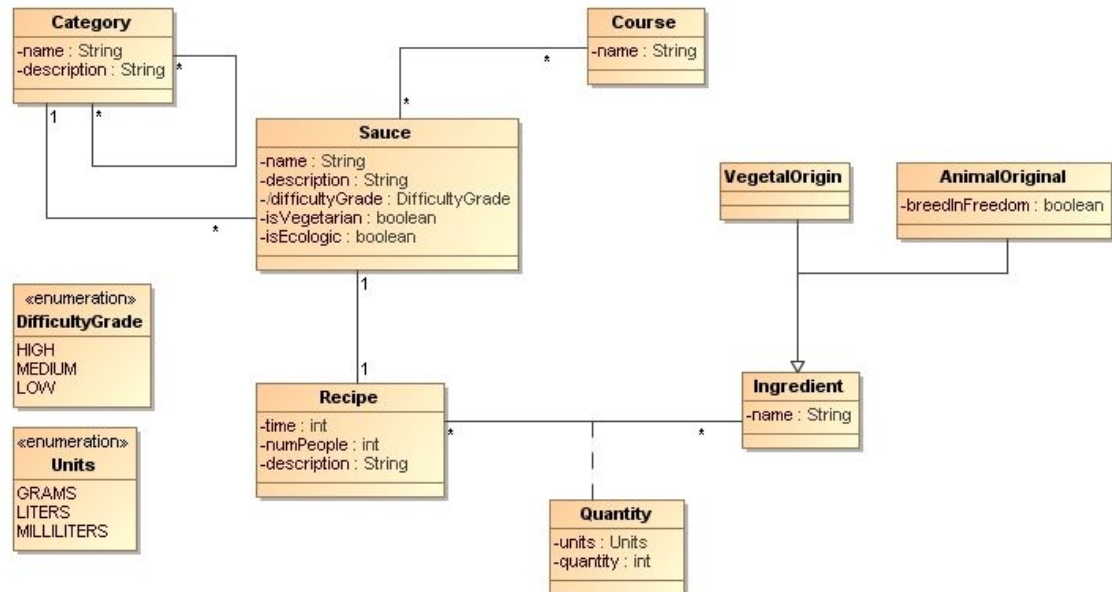 Category
-name : String
-description : String
*
*
1
*
Course
-name : String
*
*
Sauce
-name : String
-description : String
-/difficultyGrade : DifficultyGrade
-isVegetarian : boolean
-isEcologic : boolean
1
1
VegetalOrigin
AnimalOriginal
-breedInFreedom : boolean
«enumeration»
DifficultyGrade
HIGH
MEDIUM
LOW
«enumeration»
Units
GRAMS
LITERS
MILLILITERS
Recipe
-time : int
-numPeople : int
-description : String
*
*
Ingredient
-name : String
Quantity
-units : Units
-quantity : int